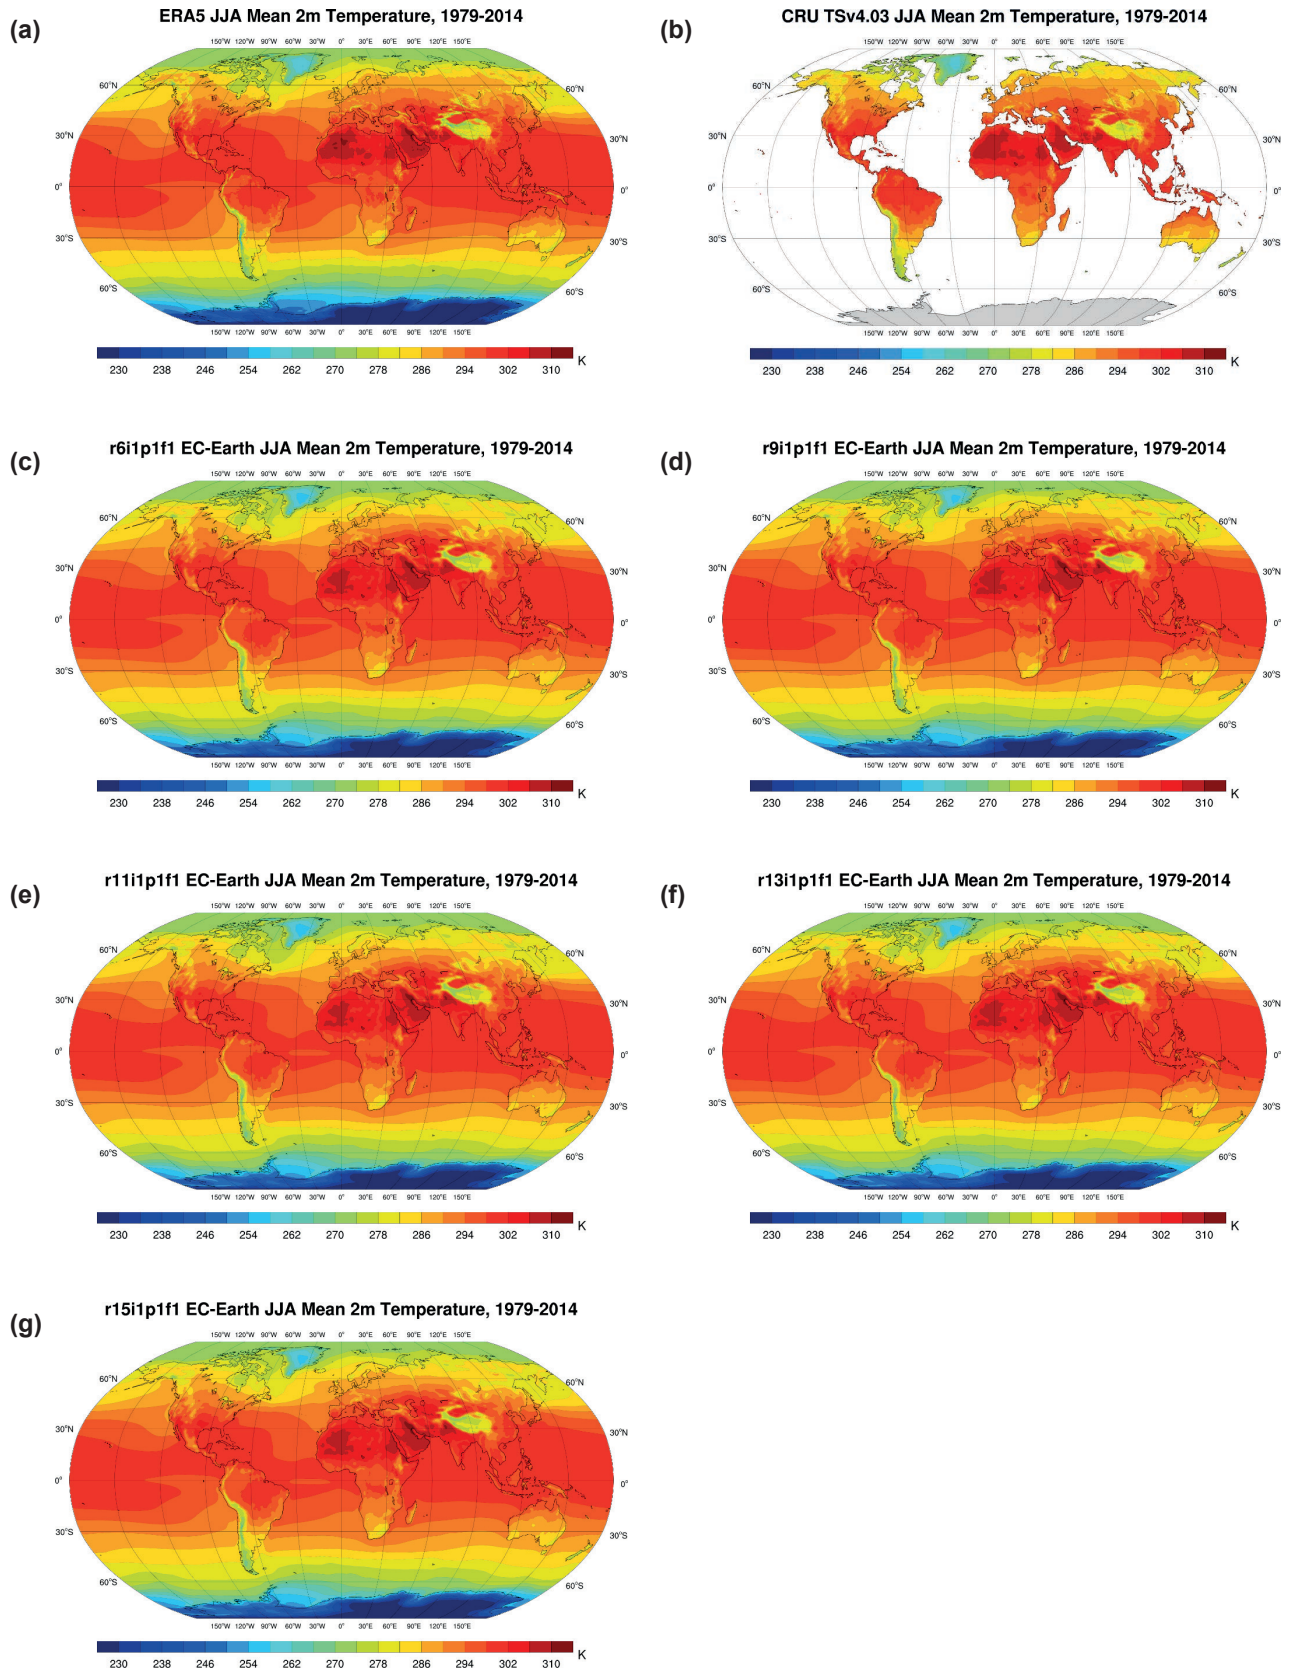 (a)
ERA5 JJA Mean 2m Temperature, 1979-2014
150°W 120°W 90°W 60°W 30°W 0° 30°E 60°E 90°E 120°E 150°E
60°N 60°N
30°N 30°N
0° 0°
30°S 30°S
60°S 60°S
150°W 120°W 90°W 60°W 30°W 0° 30°E 60°E 90°E 120°E 150°E
230 238 246 254 262 270 278 286 294 302 310 K
(b)
CRU TSv4.03 JJA Mean 2m Temperature, 1979-2014
150°W 120°W 90°W 60°W 30°W 0° 30°E 60°E 90°E 120°E 150°E
60°N 60°N
30°N 30°N
0° 0°
30°S 30°S
60°S 60°S
150°W 120°W 90°W 60°W 30°W 0° 30°E 60°E 90°E 120°E 150°E
230 238 246 254 262 270 278 286 294 302 310 K
(c)
r6i1p1f1 EC-Earth JJA Mean 2m Temperature, 1979-2014
150°W 120°W 90°W 60°W 30°W 0° 30°E 60°E 90°E 120°E 150°E
60°N 60°N
30°N 30°N
0° 0°
30°S 30°S
60°S 60°S
150°W 120°W 90°W 60°W 30°W 0° 30°E 60°E 90°E 120°E 150°E
230 238 246 254 262 270 278 286 294 302 310 K
(d)
r9i1p1f1 EC-Earth JJA Mean 2m Temperature, 1979-2014
150°W 120°W 90°W 60°W 30°W 0° 30°E 60°E 90°E 120°E 150°E
60°N 60°N
30°N 30°N
0° 0°
30°S 30°S
60°S 60°S
150°W 120°W 90°W 60°W 30°W 0° 30°E 60°E 90°E 120°E 150°E
230 238 246 254 262 270 278 286 294 302 310 K
(e)
r11i1p1f1 EC-Earth JJA Mean 2m Temperature, 1979-2014
150°W 120°W 90°W 60°W 30°W 0° 30°E 60°E 90°E 120°E 150°E
60°N 60°N
30°N 30°N
0° 0°
30°S 30°S
60°S 60°S
150°W 120°W 90°W 60°W 30°W 0° 30°E 60°E 90°E 120°E 150°E
230 238 246 254 262 270 278 286 294 302 310 K
(f)
r13i1p1f1 EC-Earth JJA Mean 2m Temperature, 1979-2014
150°W 120°W 90°W 60°W 30°W 0° 30°E 60°E 90°E 120°E 150°E
60°N 60°N
30°N 30°N
0° 0°
30°S 30°S
60°S 60°S
150°W 120°W 90°W 60°W 30°W 0° 30°E 60°E 90°E 120°E 150°E
230 238 246 254 262 270 278 286 294 302 310 K
(g)
r15i1p1f1 EC-Earth JJA Mean 2m Temperature, 1979-2014
150°W 120°W 90°W 60°W 30°W 0° 30°E 60°E 90°E 120°E 150°E
60°N 60°N
30°N 30°N
0° 0°
30°S 30°S
60°S 60°S
150°W 120°W 90°W 60°W 30°W 0° 30°E 60°E 90°E 120°E 150°E
230 238 246 254 262 270 278 286 294 302 310 K